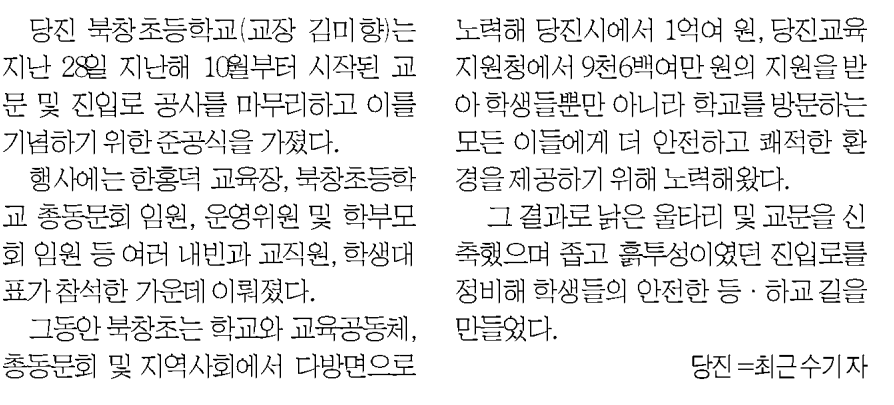 당진 북창초등학교(교장 김미향)는
지난 28일 지난해 10월부터 시작된 교
문 및 진입로 공사를 마무리하고 이를
기념하기 위한 준공식을 가졌다.
행사에는 한홍덕 교육장, 북창초등학
교 총동문회 임원, 운영위원 및 학부모
회 임원 등 여러 내빈과 교직원, 학생대
표가 참석한 가운데 이뤄졌다.
그동안 북창초는 학교와 교육공동체,
총동문회 및 지역사회에서 다방면으로
노력해 당진시에서 1억여 원, 당진교육
지원청에서 9천6백여만 원의 지원을 받
아 학생들뿐만 아니라 학교를 방문하는
모든 이들에게 더 안전하고 쾌적한 환
경을 제공하기 위해 노력해왔다.
그 결과로 낡은 울타리 및 교문을 신
축했으며 좁고 흙투성이였던 진입로를
정비해 학생들의 안전한 등·하교 길을
만들었다.
당진=최근수기자